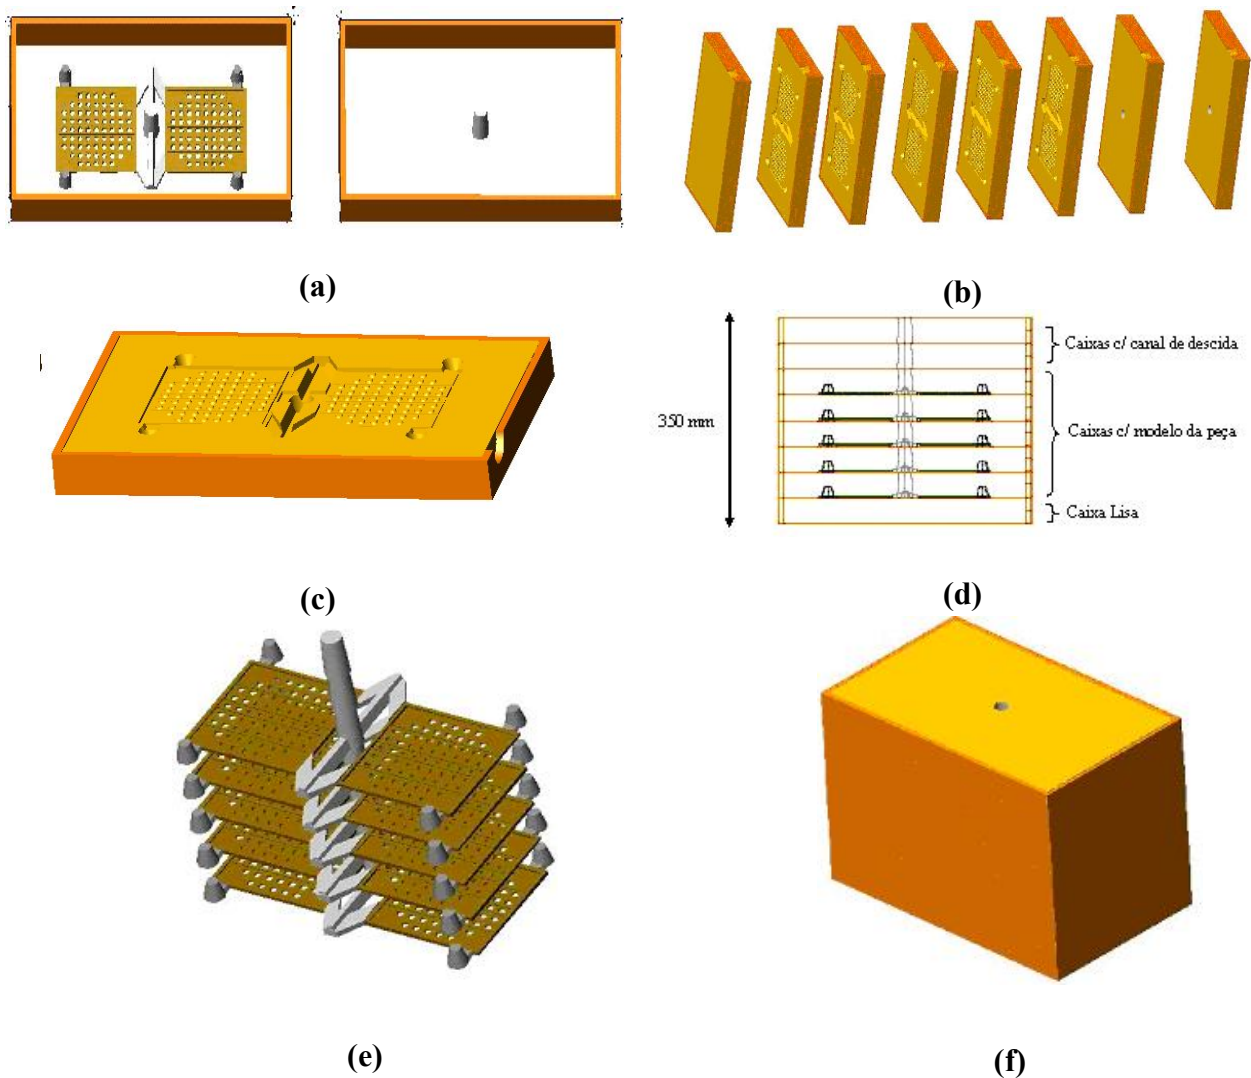 (a)
(b)
(c)
350 mm
Caixas c/ canal de descida
Caixas c/ modelo da peça
Caixa Lisa
(d)
(e)
(f)